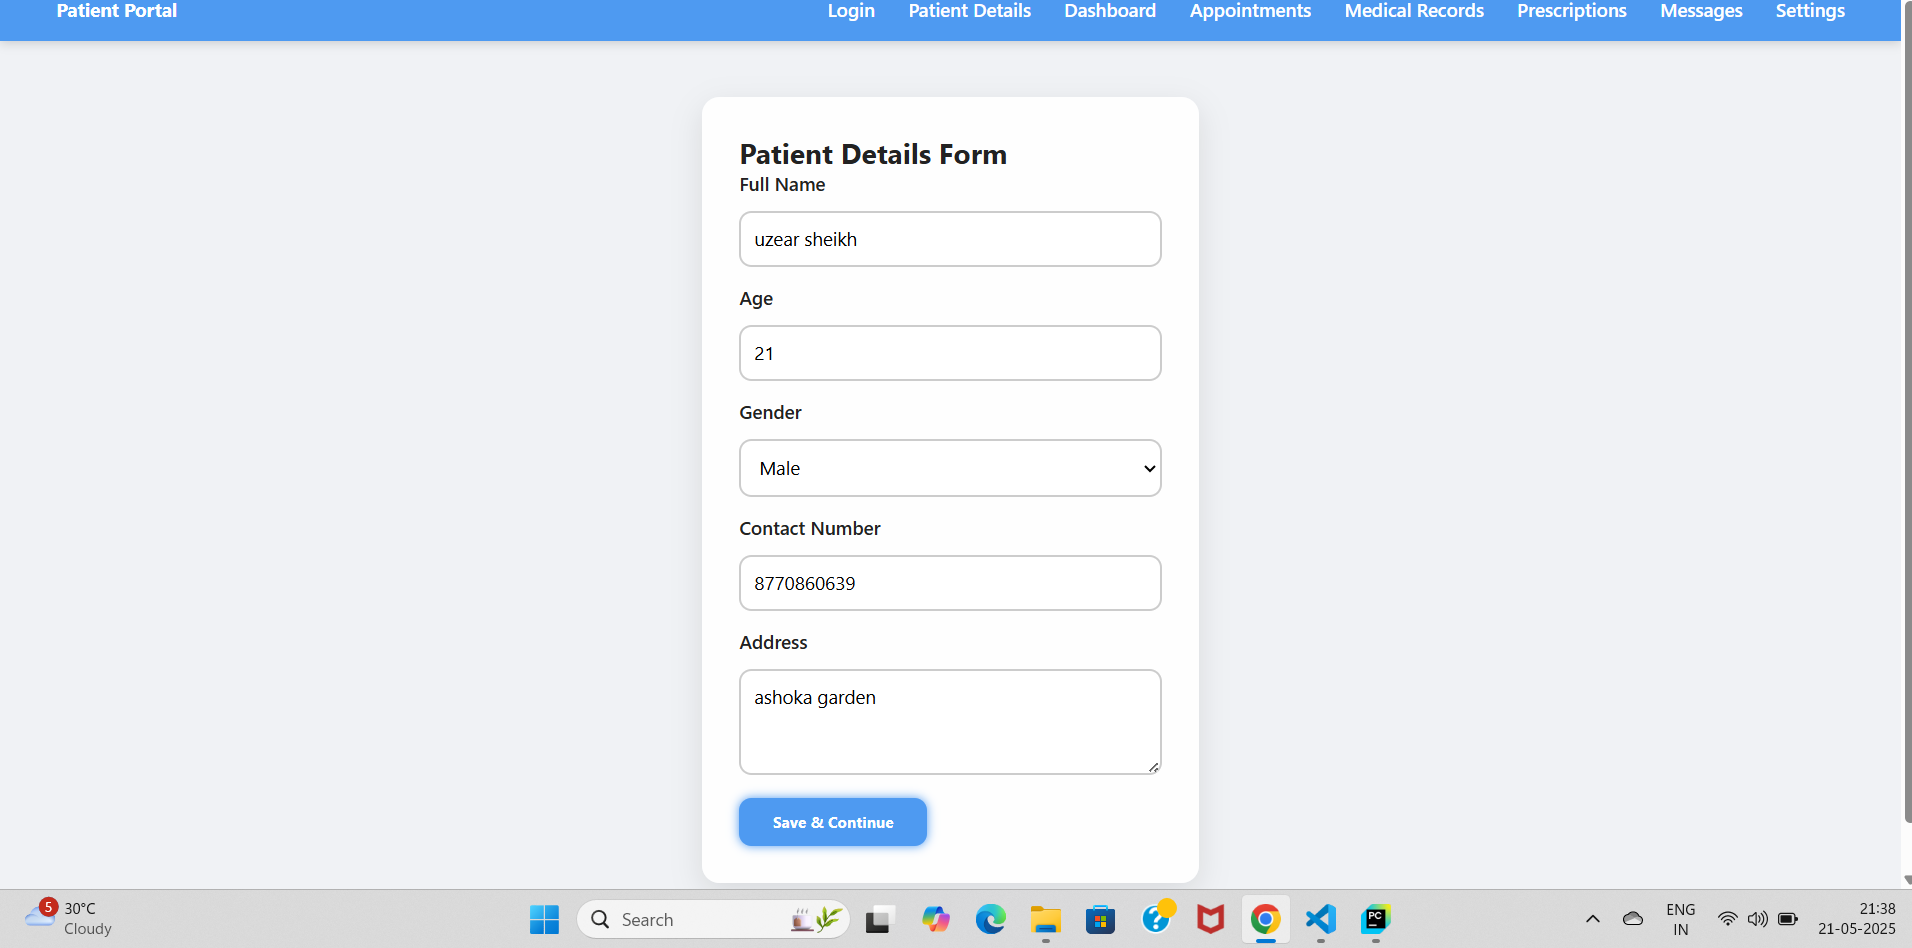 Patient Portal Login Patient Details Dashboard Appointments Medical Records Prescriptions Messages Settings
Patient Details Form
Full Name
uzear sheikh
Age
21
Gender
Male
Contact Number
8770860639
Address
ashoka garden
Save & Continue
5
30°C
Cloudy
Search
PC
ENG
IN
21:38
21-05-2025